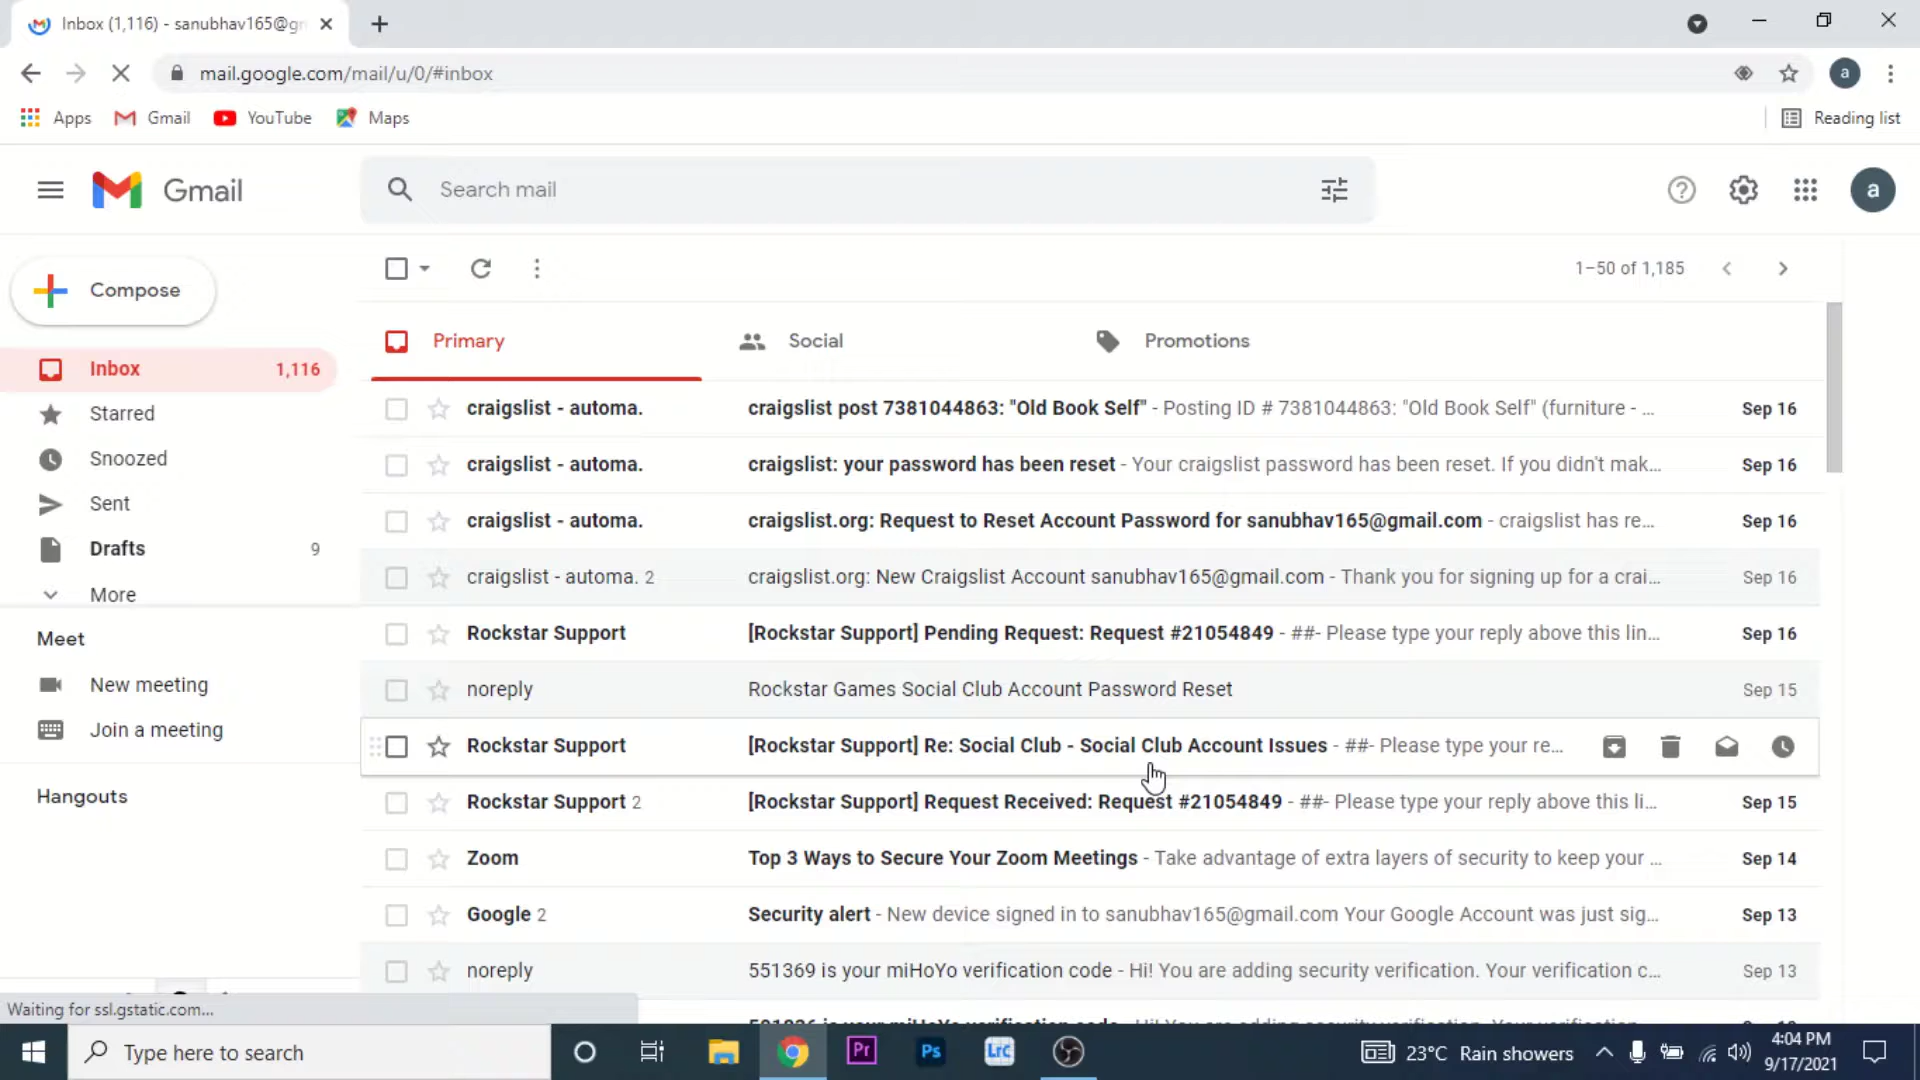 Inbox (1,116) - sanubhav165@gm
mail.google.com/mail/u/0/#inbox
a
Apps Gmail YouTube Maps Reading list
Gmail
Search mail
a
Compose
1–50 of 1,185
Primary Social Promotions
Inbox 1,116
Starred
Snoozed
Sent
Drafts 9
More
Meet
New meeting
Join a meeting
Hangouts
craigslist - automa. craigslist post 7381044863: "Old Book Self" - Posting ID # 7381044863: "Old Book Self" (furniture - ... Sep 16
craigslist - automa. craigslist: your password has been reset - Your craigslist password has been reset. If you didn't mak... Sep 16
craigslist - automa. craigslist.org: Request to Reset Account Password for sanubhav165@gmail.com - craigslist has re... Sep 16
craigslist - automa. 2 craigslist.org: New Craigslist Account sanubhav165@gmail.com - Thank you for signing up for a crai... Sep 16
Rockstar Support [Rockstar Support] Pending Request: Request #21054849 - ##- Please type your reply above this lin... Sep 16
noreply Rockstar Games Social Club Account Password Reset Sep 15
Rockstar Support [Rockstar Support] Re: Social Club - Social Club Account Issues - ##- Please type your re...
Rockstar Support 2 [Rockstar Support] Request Received: Request #21054849 - ##- Please type your reply above this li... Sep 15
Zoom Top 3 Ways to Secure Your Zoom Meetings - Take advantage of extra layers of security to keep your ... Sep 14
Google 2 Security alert - New device signed in to sanubhav165@gmail.com Your Google Account was just sig... Sep 13
noreply 551369 is your miHoYo verification code - Hi! You are adding security verification. Your verification c... Sep 13
Waiting for ssl.gstatic.com...
Type here to search
Pr
Ps
LrC
23°C Rain showers
4:04 PM
9/17/2021